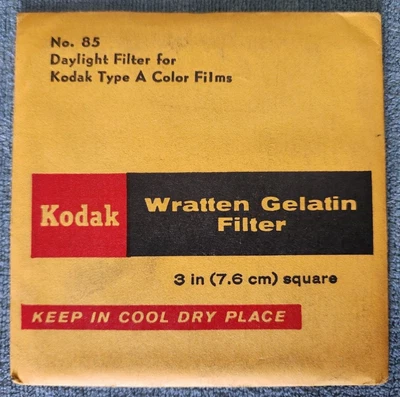 No. 85
Daylight Filter for
Kodak Type A Color Films
Kodak
Wratten Gelatin
Filter
3 in (7.6 cm) square
KEEP IN COOL DRY PLACE